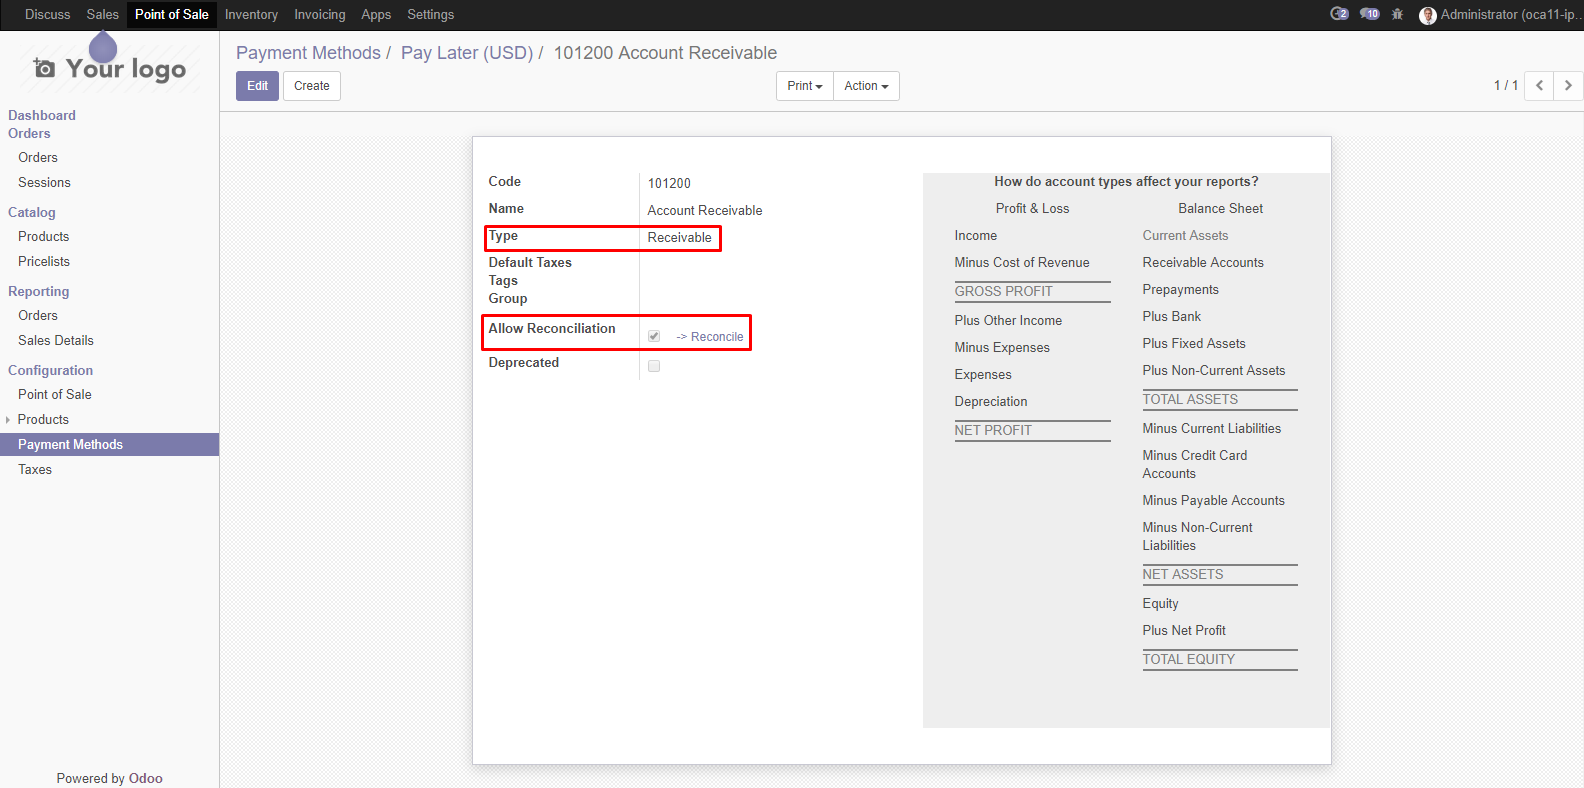 Discuss Sales Point of Sale Inventory Invoicing Apps Settings 2 10 Administrator (oca11-ip...
Your logo
Payment Methods / Pay Later (USD) / 101200 Account Receivable
Edit Create Print Action 1 / 1
Dashboard
Orders
Orders
Sessions
Catalog
Products
Pricelists
Reporting
Orders
Sales Details
Configuration
Point of Sale
Products
Payment Methods
Taxes
Powered by Odoo
Code 101200
Name Account Receivable
Type Receivable
Default Taxes
Tags
Group
Allow Reconciliation -> Reconcile
Deprecated
How do account types affect your reports?
Profit & Loss
Income
Minus Cost of Revenue
GROSS PROFIT
Plus Other Income
Minus Expenses
Expenses
Depreciation
NET PROFIT
Balance Sheet
Current Assets
Receivable Accounts
Prepayments
Plus Bank
Plus Fixed Assets
Plus Non-Current Assets
TOTAL ASSETS
Minus Current Liabilities
Minus Credit Card
Accounts
Minus Payable Accounts
Minus Non-Current
Liabilities
NET ASSETS
Equity
Plus Net Profit
TOTAL EQUITY